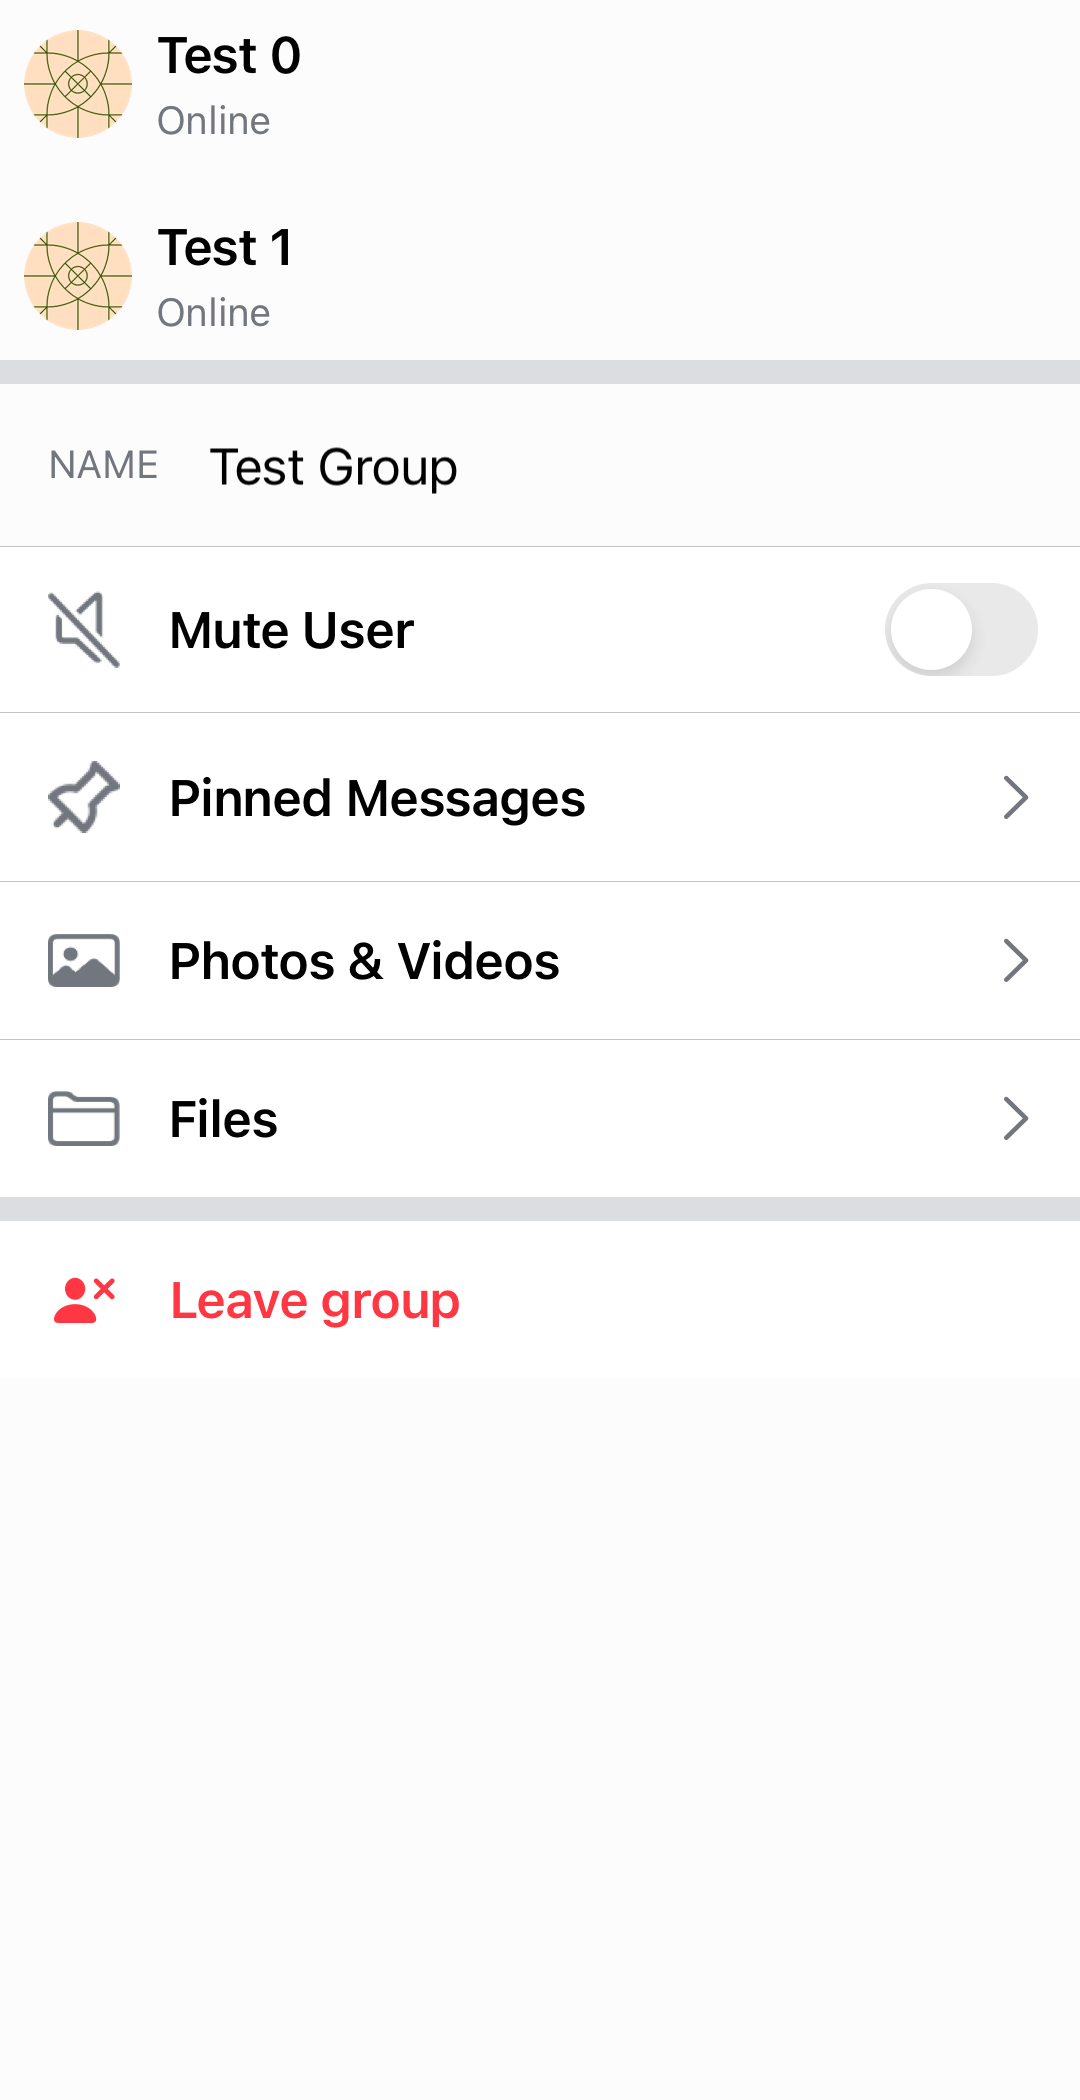 Test 0
Online
Test 1
Online
NAME Test Group
Mute User
Pinned Messages
Photos & Videos
Files
Leave group